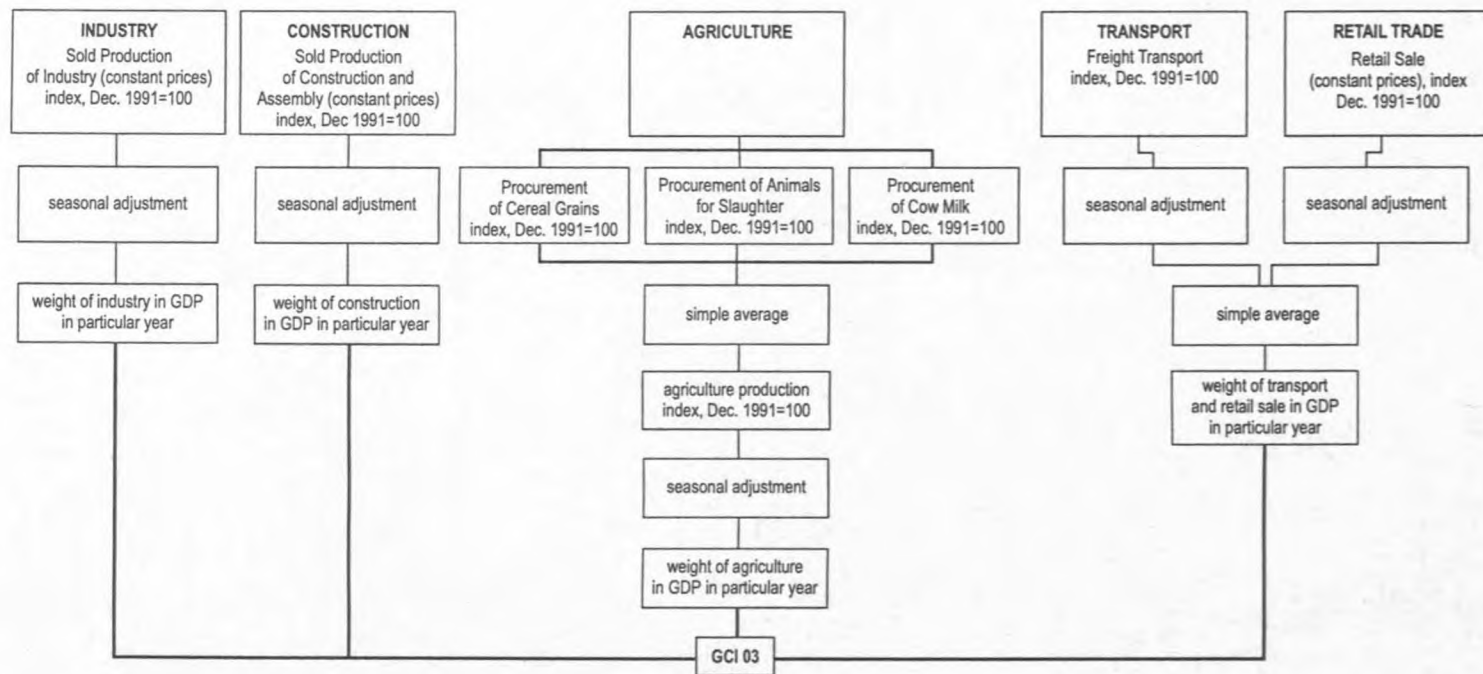 INDUSTRY
Sold Production
of Industry (constant prices)
index, Dec. 1991=100
CONSTRUCTION
Sold Production
of Construction and
Assembly (constant prices)
index, Dec 1991=100
AGRICULTURE
TRANSPORT
Freight Transport
index, Dec. 1991=100
RETAIL TRADE
Retail Sale
(constant prices), index
Dec. 1991=100
seasonal adjustment
seasonal adjustment
Procurement
of Cereal Grains
index, Dec. 1991=100
Procurement of Animals
for Slaughter
index, Dec. 1991=100
Procurement
of Cow Milk
index, Dec. 1991=100
seasonal adjustment
seasonal adjustment
weight of industry in GDP
in particular year
weight of construction
in GDP in particular year
simple average
simple average
agriculture production
index, Dec. 1991=100
weight of transport
and retail sale in GDP
in particular year
seasonal adjustment
weight of agriculture
in GDP in particular year
GCI 03